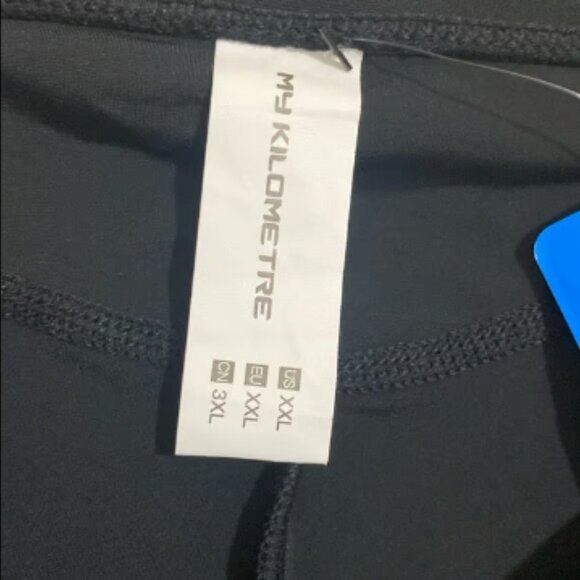 MY KILOMETRE
US XXL
EU XXL
CN 3XL